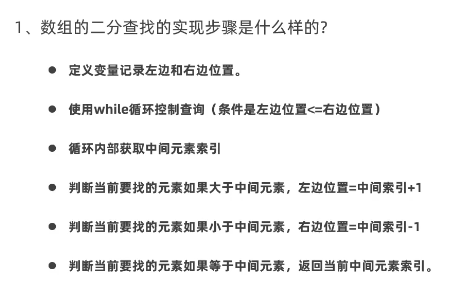 1、数组的二分查找的实现步骤是什么样的?
● 定义变量记录左边和右边位置。
● 使用while循环控制查询（条件是左边位置<=右边位置）
● 循环内部获取中间元素索引
● 判断当前要找的元素如果大于中间元素，左边位置=中间索引+1
● 判断当前要找的元素如果小于中间元素，右边位置=中间索引-1
● 判断当前要找的元素如果等于中间元素，返回当前中间元素索引。